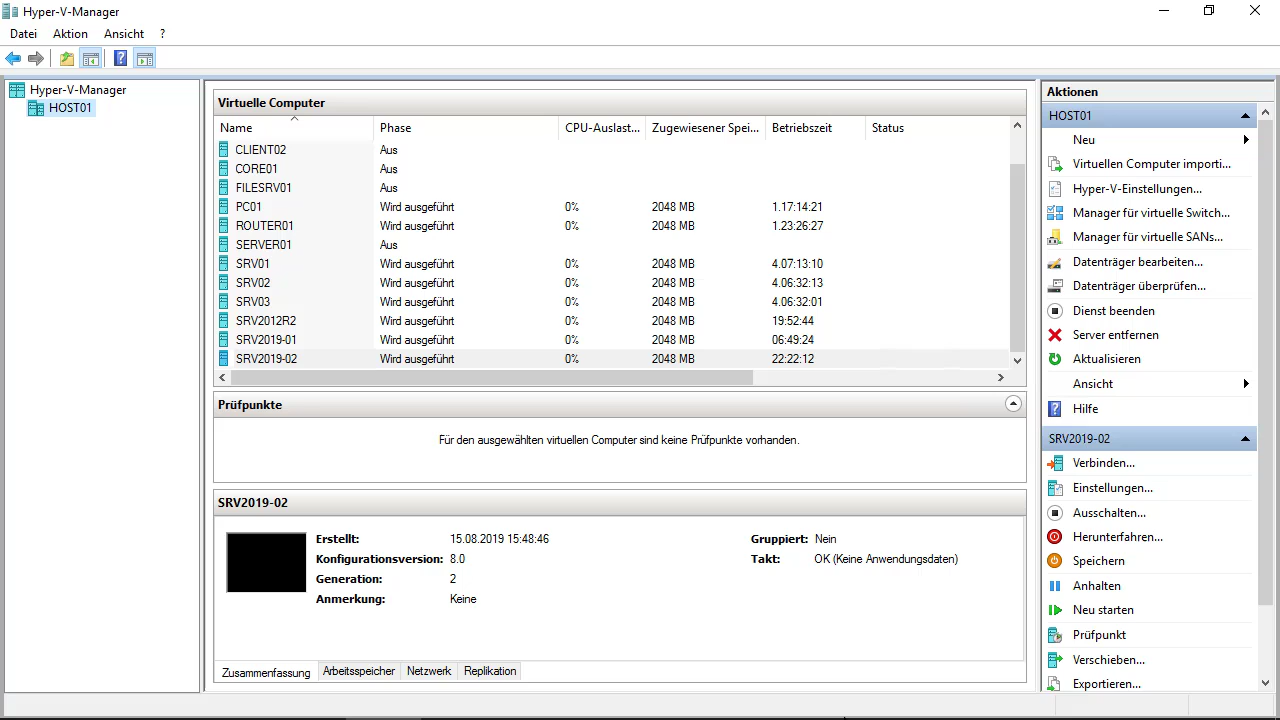 Hyper-V-Manager
Datei Aktion Ansicht ?
Hyper-V-Manager
HOST01
Virtuelle Computer
Name Phase CPU-Auslast... Zugewiesener Spei... Betriebszeit Status
CLIENT02 Aus
CORE01 Aus
FILESRV01 Aus
PC01 Wird ausgeführt 0% 2048 MB 1.17:14:21
ROUTER01 Wird ausgeführt 0% 2048 MB 1.23:26:27
SERVER01 Aus
SRV01 Wird ausgeführt 0% 2048 MB 4.07:13:10
SRV02 Wird ausgeführt 0% 2048 MB 4.06:32:13
SRV03 Wird ausgeführt 0% 2048 MB 4.06:32:01
SRV2012R2 Wird ausgeführt 0% 2048 MB 19:52:44
SRV2019-01 Wird ausgeführt 0% 2048 MB 06:49:24
SRV2019-02 Wird ausgeführt 0% 2048 MB 22:22:12
Prüfpunkte
Für den ausgewählten virtuellen Computer sind keine Prüfpunkte vorhanden.
SRV2019-02
Erstellt: 15.08.2019 15:48:46 Gruppiert: Nein
Konfigurationsversion: 8.0 Takt: OK (Keine Anwendungsdaten)
Generation: 2
Anmerkung: Keine
Zusammenfassung Arbeitsspeicher Netzwerk Replikation
Aktionen
HOST01
Neu
Virtuellen Computer importi...
Hyper-V-Einstellungen...
Manager für virtuelle Switch...
Manager für virtuelle SANs...
Datenträger bearbeiten...
Datenträger überprüfen...
Dienst beenden
Server entfernen
Aktualisieren
Ansicht
Hilfe
SRV2019-02
Verbinden...
Einstellungen...
Ausschalten...
Herunterfahren...
Speichern
Anhalten
Neu starten
Prüfpunkt
Verschieben...
Exportieren...